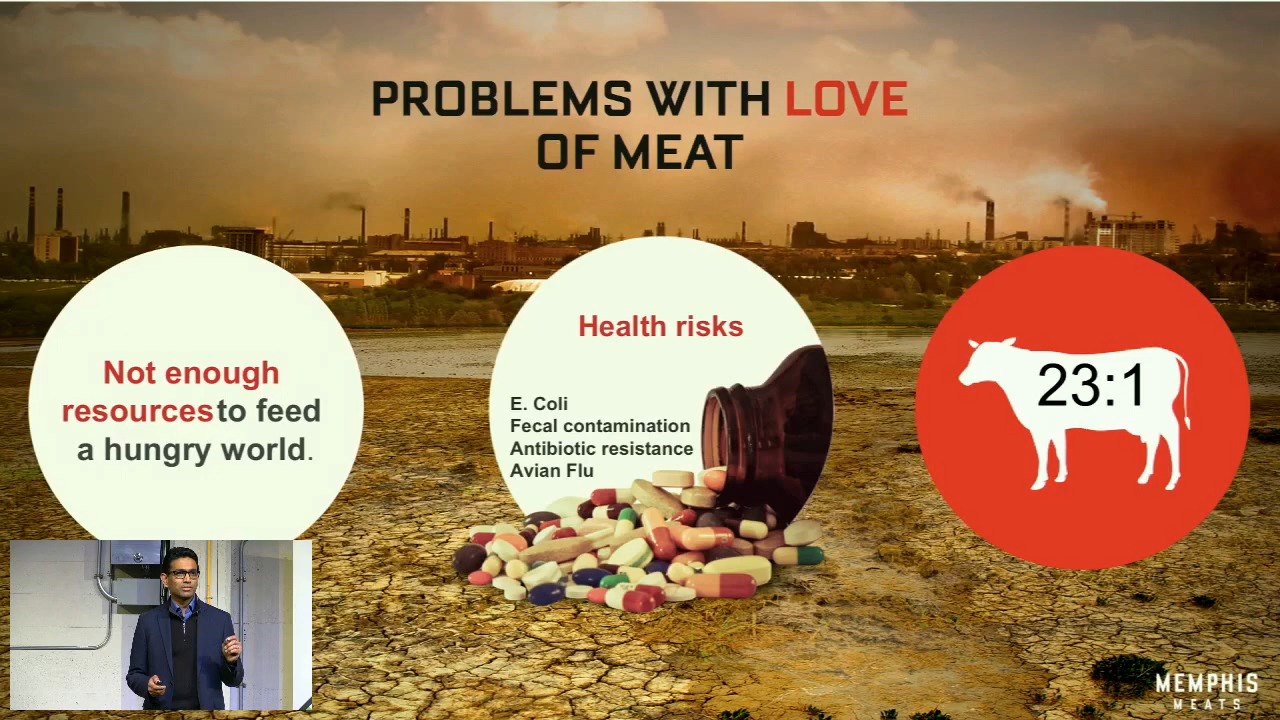 PROBLEMS WITH LOVE
OF MEAT
Not enough
resources to feed
a hungry world.
Health risks
E. Coli
Fecal contamination
Antibiotic resistance
Avian Flu
23:1
MEMPHIS
MEATS